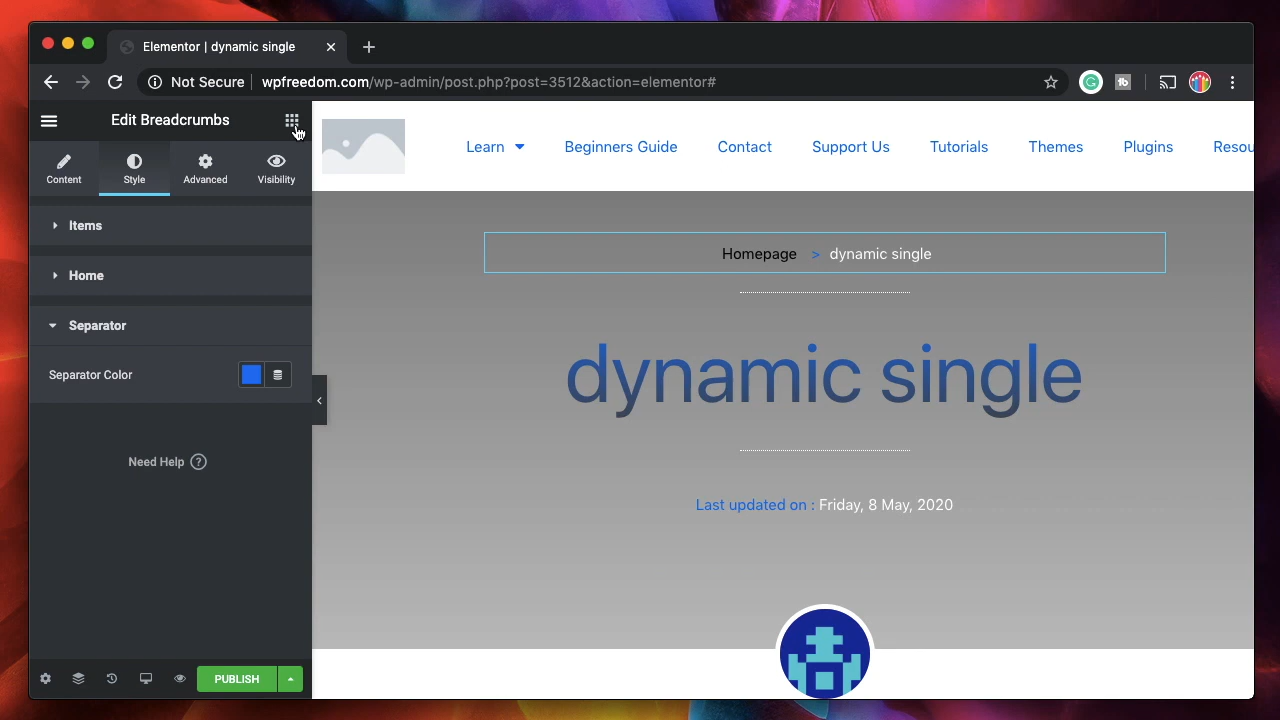 Elementor | dynamic single
Not Secure wpfreedom.com/wp-admin/post.php?post=3512&action=elementor#
Edit Breadcrumbs
Content Style Advanced Visibility
Items
Home
Separator
Separator Color
Need Help ?
PUBLISH
Learn Beginners Guide Contact Support Us Tutorials Themes Plugins Resou
Homepage > dynamic single
dynamic single
Last updated on : Friday, 8 May, 2020